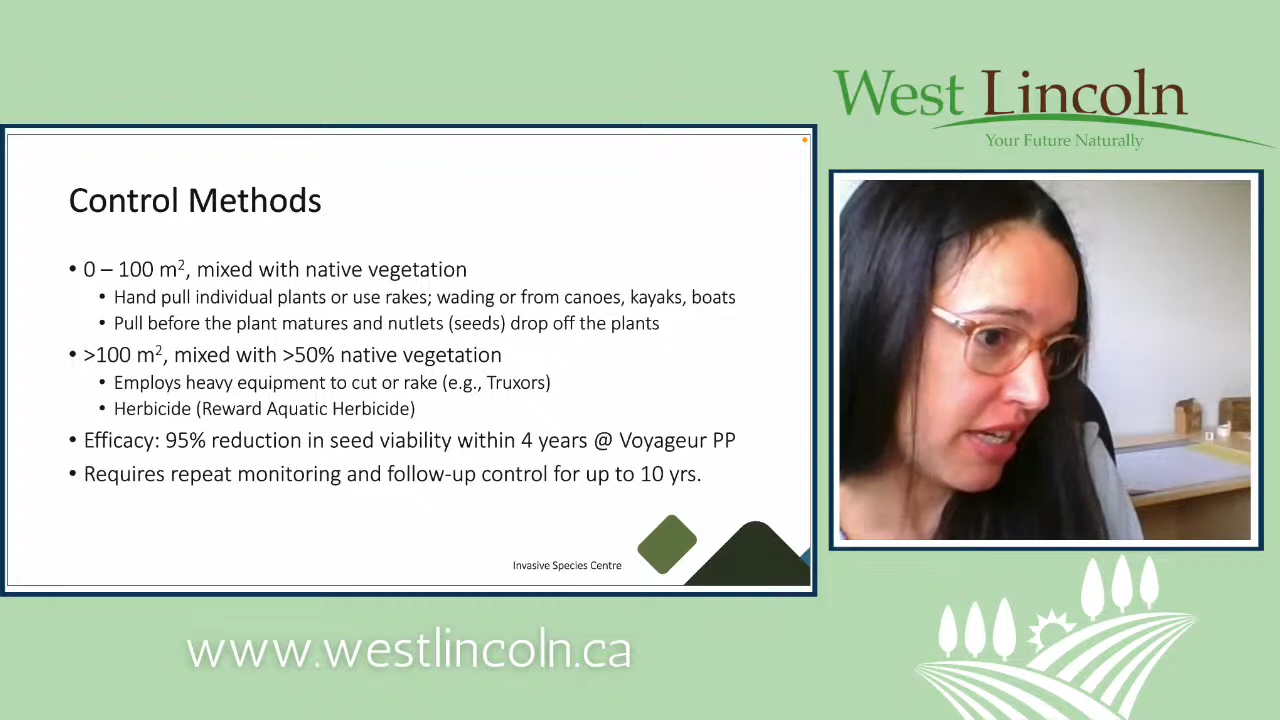 West Lincoln
Your Future Naturally
Control Methods
• 0 – 100 m², mixed with native vegetation
• Hand pull individual plants or use rakes; wading or from canoes, kayaks, boats
• Pull before the plant matures and nutlets (seeds) drop off the plants
• >100 m², mixed with >50% native vegetation
• Employs heavy equipment to cut or rake (e.g., Truxors)
• Herbicide (Reward Aquatic Herbicide)
• Efficacy: 95% reduction in seed viability within 4 years @ Voyageur PP
• Requires repeat monitoring and follow-up control for up to 10 yrs.
Invasive Species Centre
www.westlincoln.ca